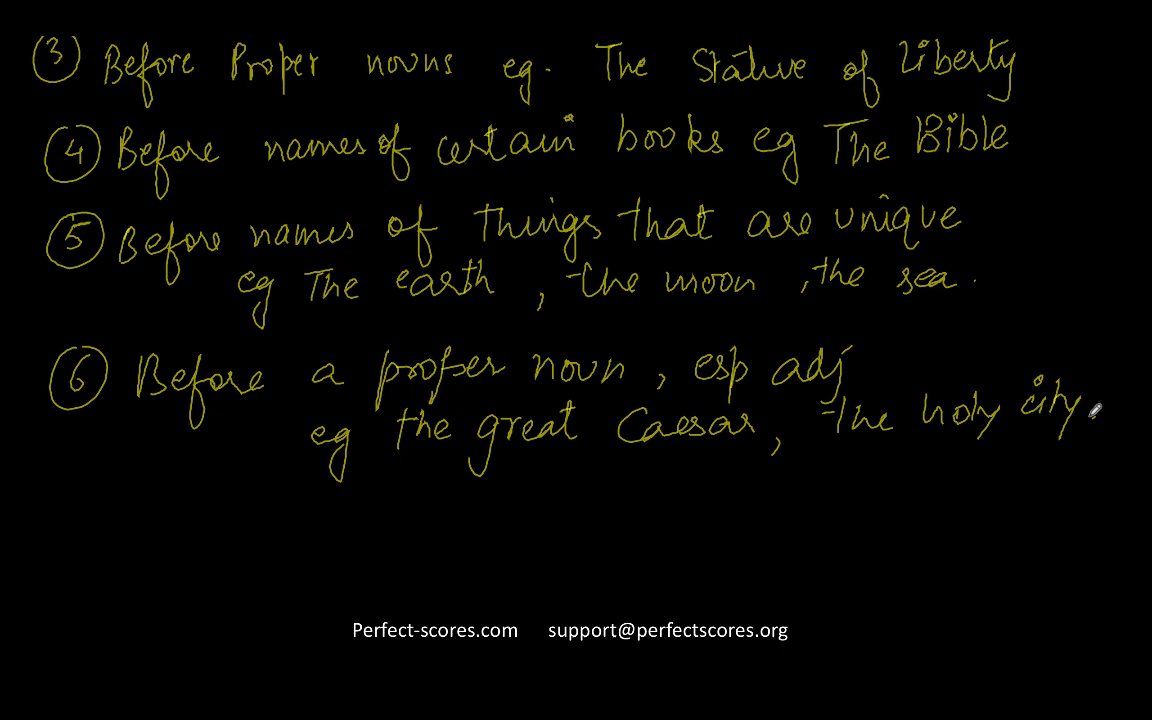 3 Before Proper nouns eg. The Statue of Liberty
4 Before names of certain books eg The Bible
5 Before names of things that are unique
eg The earth, the moon, the sea.
6 Before a proper noun, esp adj
eg the great Caesar, the holy city.
Perfect-scores.com support@perfectscores.org